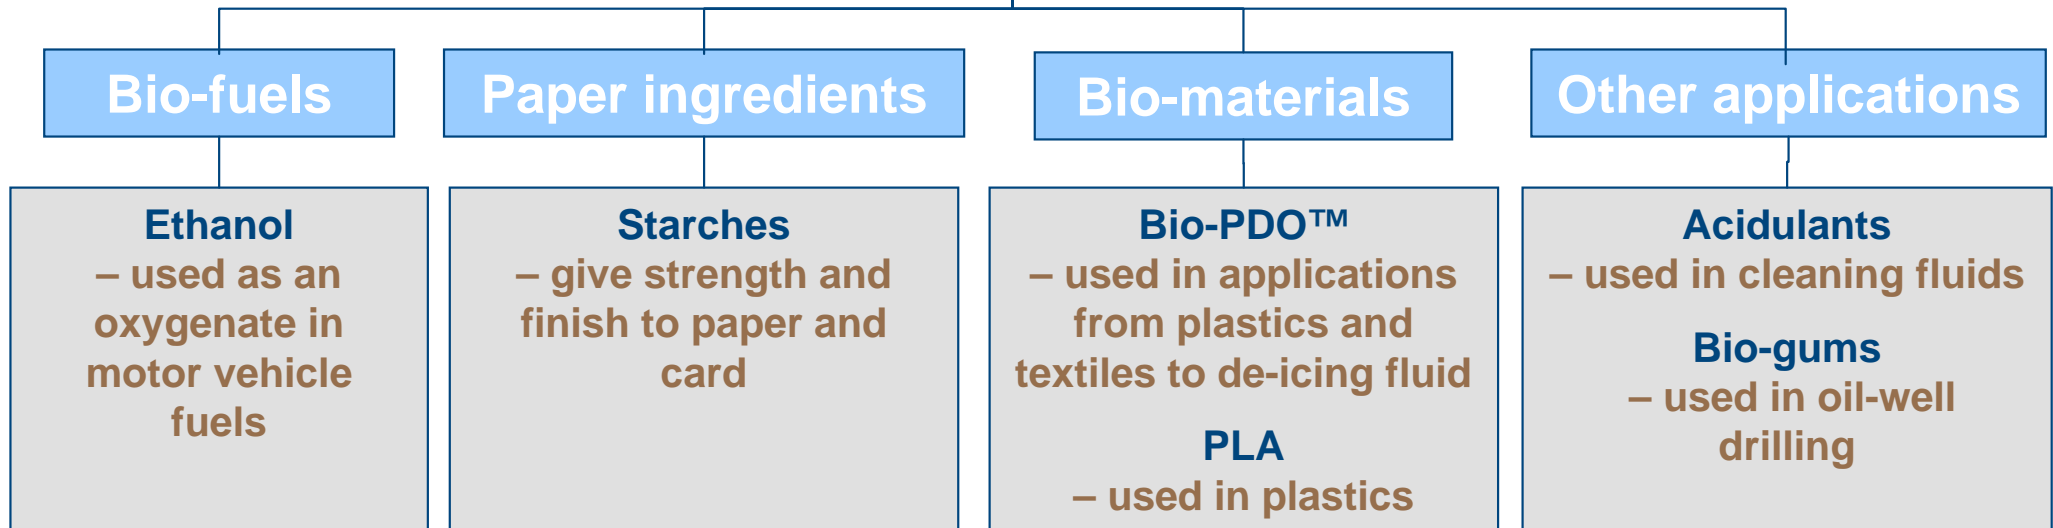 Bio-fuels
Paper ingredients
Bio-materials
Other applications
Ethanol
– used as an
oxygenate in
motor vehicle
fuels
Starches
– give strength and
finish to paper and
card
Bio-PDO™
– used in applications
from plastics and
textiles to de-icing fluid
PLA
– used in plastics
Acidulants
– used in cleaning fluids
Bio-gums
– used in oil-well
drilling